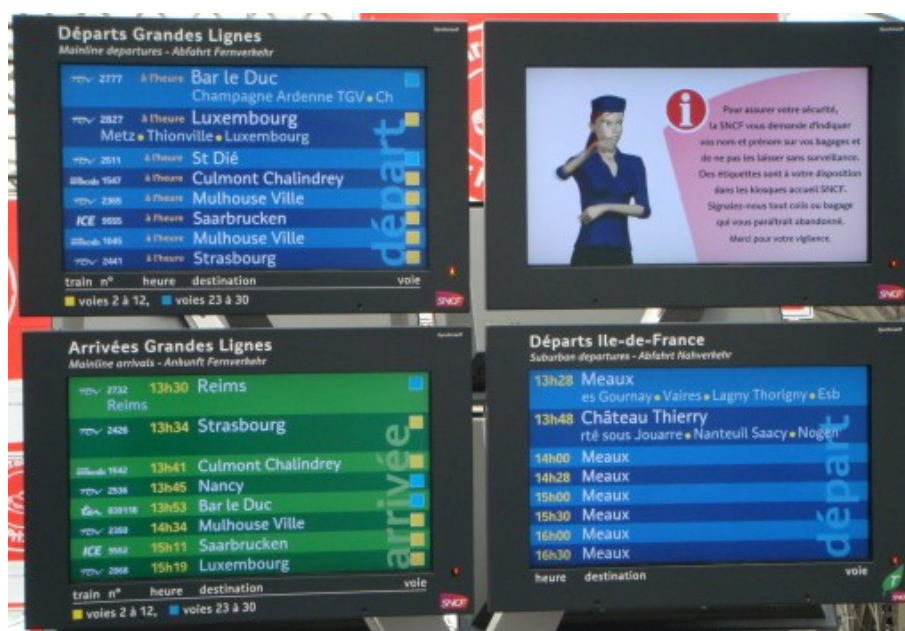 Départs Grandes Lignes
Mainline departures - Abfahrt Fernverkehr
TGV 2777 à l'heure Bar le Duc
Champagne Ardenne TGV • Ch
TGV 2827 à l'heure Luxembourg
Metz • Thionville • Luxembourg
TGV 2511 à l'heure St Dié
1547 à l'heure Culmont Chalindrey
TGV 2365 à l'heure Mulhouse Ville
ICE 9555 à l'heure Saarbrucken
1045 à l'heure Mulhouse Ville
TGV 2441 à l'heure Strasbourg
départ
train n° heure destination voie
voies 2 à 12, voies 23 à 30
SNCF
i
Pour assurer votre sécurité,
la SNCF vous demande d'indiquer
vos nom et prénom sur vos bagages et
de ne pas les laisser sans surveillance.
Des étiquettes sont à votre disposition
dans les kiosques accueil SNCF.
Signalez-nous tout colis ou bagage
qui vous paraîtrait abandonné.
Merci pour votre vigilance.
SNCF
Arrivées Grandes Lignes
Mainline arrivals - Ankunft Fernverkehr
TGV 2732 13h30 Reims
Reims
TGV 2426 13h34 Strasbourg
1542 13h41 Culmont Chalindrey
TGV 2536 13h45 Nancy
ter 839118 13h53 Bar le Duc
TGV 2350 14h34 Mulhouse Ville
ICE 9552 15h11 Saarbrucken
TGV 2868 15h19 Luxembourg
arrivée
train n° heure destination voie
voies 2 à 12, voies 23 à 30
SNCF
Départs Ile-de-France
Suburban departures - Abfahrt Nahverkehr
13h28 Meaux
es Gournay • Vaires • Lagny Thorigny • Esb
13h48 Château Thierry
rté sous Jouarre • Nanteuil Saacy • Nogen
14h00 Meaux
14h28 Meaux
15h00 Meaux
15h30 Meaux
16h00 Meaux
16h30 Meaux
départ
heure destination voie
T
SNCF